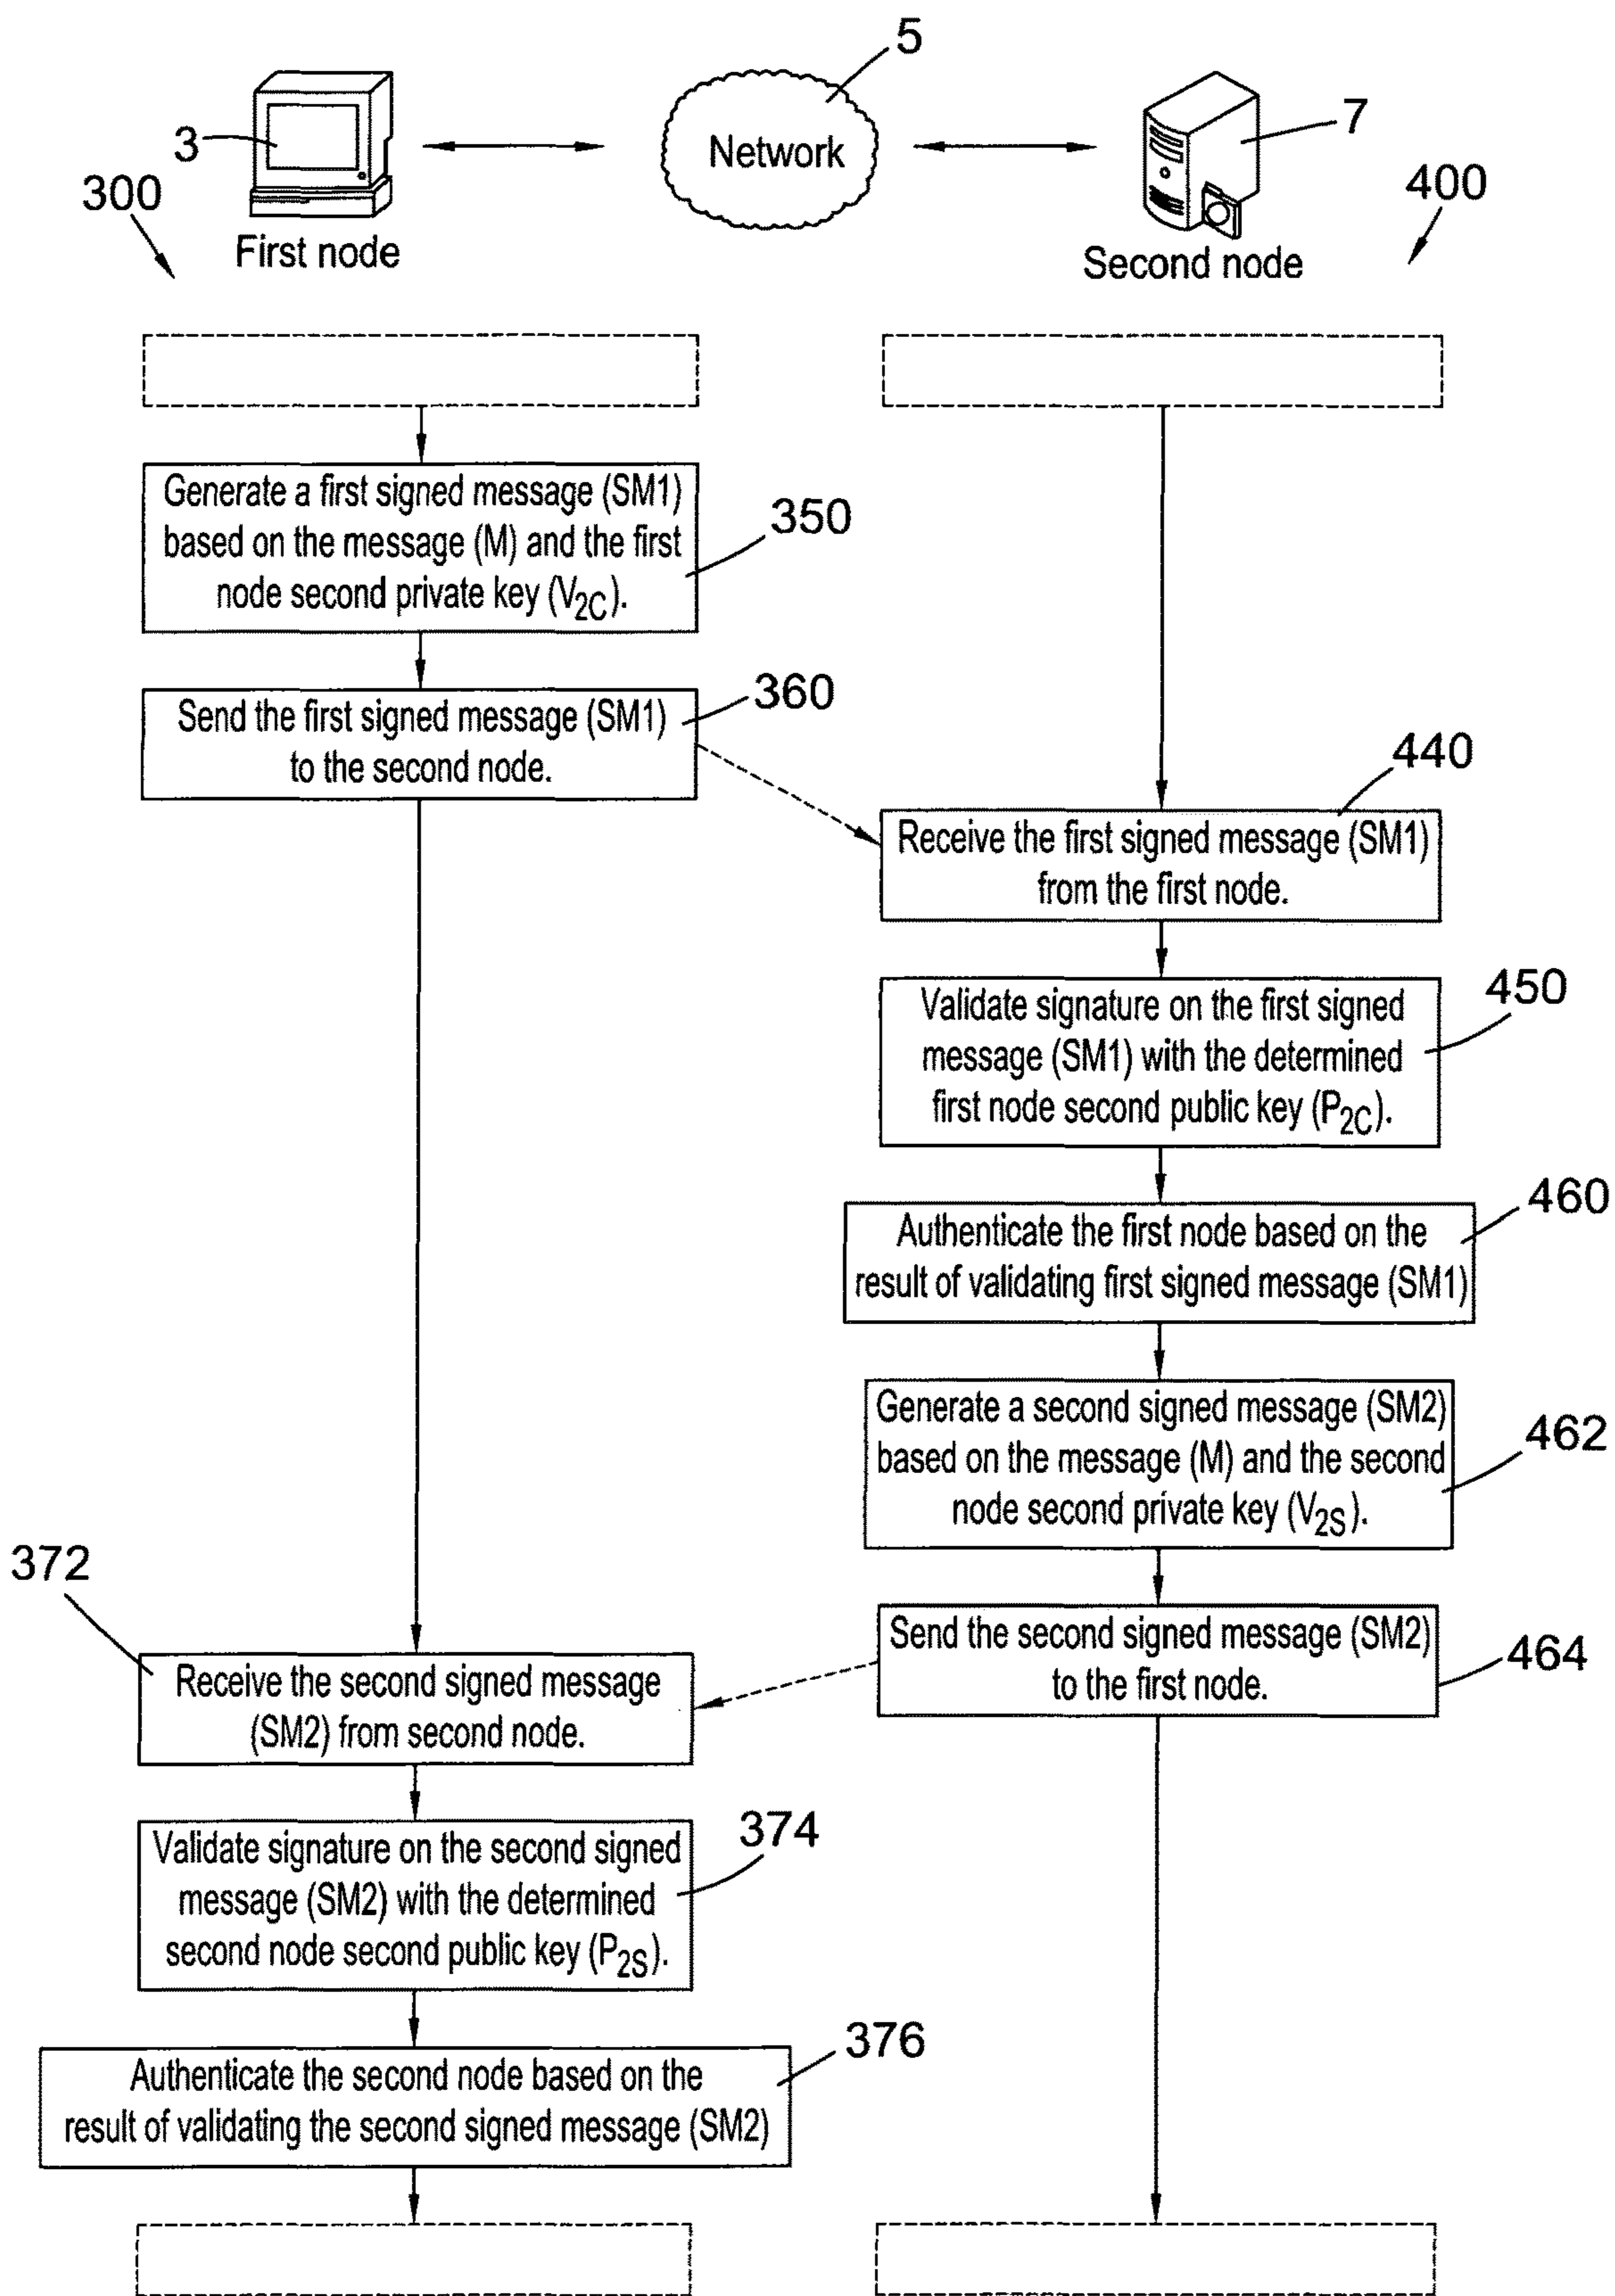 5
Network
3
7
300
400
First node
Second node
Generate a first signed message (SM1)
based on the message (M) and the first
node second private key (V2C).
350
Send the first signed message (SM1)
to the second node.
360
440
Receive the first signed message (SM1)
from the first node.
Validate signature on the first signed
message (SM1) with the determined
first node second public key (P2C).
450
460
Authenticate the first node based on the
result of validating first signed message (SM1)
Generate a second signed message (SM2)
based on the message (M) and the second
node second private key (V2S).
462
Send the second signed message (SM2)
to the first node.
464
372
Receive the second signed message
(SM2) from second node.
374
Validate signature on the second signed
message (SM2) with the determined
second node second public key (P2S).
376
Authenticate the second node based on the
result of validating the second signed message (SM2)